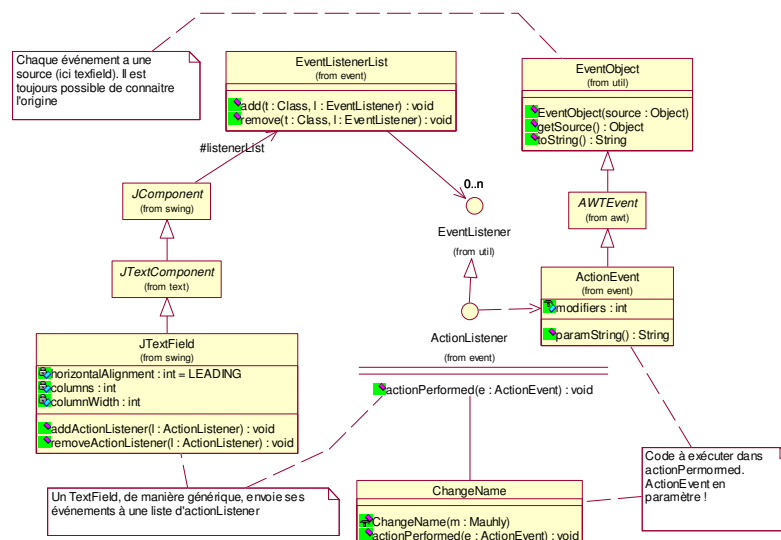 Chaque événement a une
source (ici texfield). Il est
toujours possible de connaitre
l'origine
EventListenerList
(from event)
add(t : Class, l : EventListener) : void
remove(t : Class, l : EventListener) : void
EventObject
(from util)
EventObject(source : Object)
getSource() : Object
toString() : String
#listenerList
JComponent
(from swing)
0..n
EventListener
(from util)
AWTEvent
(from awt)
JTextComponent
(from text)
ActionEvent
(from event)
modifiers : int
paramString() : String
ActionListener
(from event)
actionPerformed(e : ActionEvent) : void
JTextField
(from swing)
horizontalAlignment : int = LEADING
columns : int
columnWidth : int
addActionListener(l : ActionListener) : void
removeActionListener(l : ActionListener) : void
Un TextField, de manière générique, envoie ses
événements à une liste d'actionListener
ChangeName
ChangeName(m : Mauhly)
actionPerformed(e : ActionEvent) : void
Code à exécuter dans
actionPermormed.
ActionEvent en
paramètre !